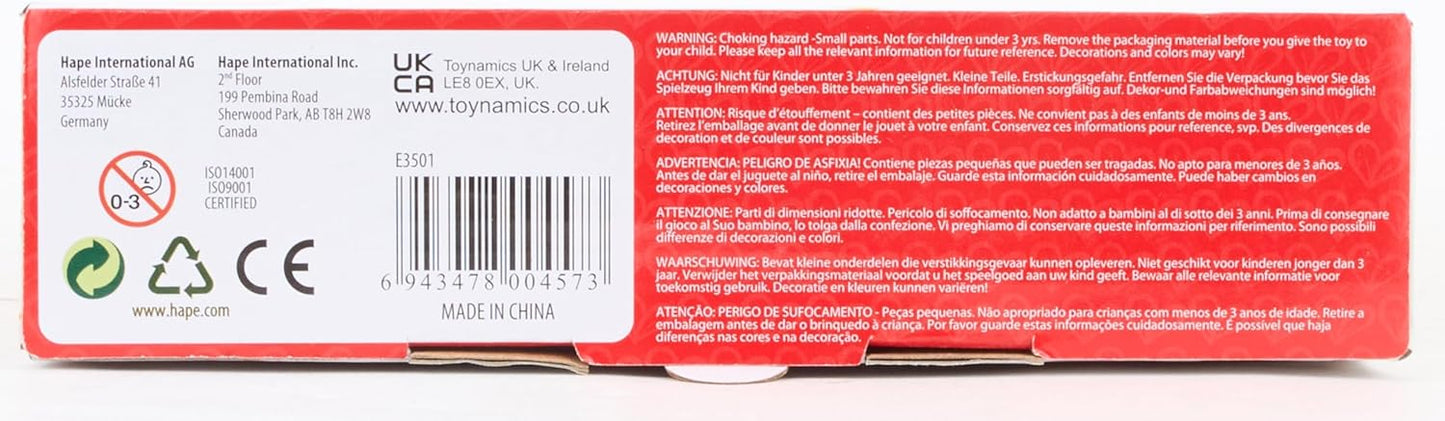 Hape International AG
Alsfelder Straße 41
35325 Mücke
Germany
Hape International Inc.
2nd Floor
199 Pembina Road
Sherwood Park, AB T8H 2W8
Canada
UK
CA
Toynamics UK & Ireland
LE8 0EX, UK.
www.toynamics.co.uk
0-3
ISO14001
ISO9001
CERTIFIED
CE
www.hape.com
E3501
6 943478 004573
MADE IN CHINA
WARNING: Choking hazard -Small parts. Not for children under 3 yrs. Remove the packaging material before you give the toy to
your child. Please keep all the relevant information for future reference. Decorations and colors may vary!
ACHTUNG: Nicht für Kinder unter 3 Jahren geeignet. Kleine Teile. Erstickungsgefahr. Entfernen Sie die Verpackung bevor Sie das
Spielzeug Ihrem Kind geben. Bitte bewahren Sie diese Informationen sorgfältig auf. Dekor-und Farbabweichungen sind möglich!
ATTENTION: Risque d'étouffement – contient des petites pièces. Ne convient pas à des enfants de moins de 3 ans.
Retirez l'emballage avant de donner le jouet à votre enfant. Conservez ces informations pour reference, svp. Des divergences de
decoration et de couleur sont possibles.
ADVERTENCIA: PELIGRO DE ASFIXIA! Contiene piezas pequeñas que pueden ser tragadas. No apto para menores de 3 años.
Antes de dar el juguete al niño, retire el embalaje. Guarde esta información cuidadosamente. Puede haber cambios en
decoraciones y colores.
ATTENZIONE: Parti di dimensioni ridotte. Pericolo di soffocamento. Non adatto a bambini al di sotto dei 3 anni. Prima di consegnare
il gioco al Suo bambino, lo tolga dalla confezione. Vi preghiamo di conservare queste informazioni per riferimento. Sono possibili
differenze di decorazioni e colori.
WAARSCHUWING: Bevat kleine onderdelen die verstikkingsgevaar kunnen opleveren. Niet geschikt voor kinderen jonger dan 3
jaar. Verwijder het verpakkingsmateriaal voordat u het speelgoed aan uw kind geeft. Bewaar alle relevante informatie voor
toekomstig gebruik. Decoratie en kleuren kunnen variëren!
ATENÇÃO: PERIGO DE SUFOCAMENTO - Peças pequenas. Não apropriado para crianças com menos de 3 anos de idade. Retire a
embalagem antes de dar o brinquedo à criança. Por favor guarde estas informações cuidadosamente. É possível que haja
diferenças nas cores e na decoração.